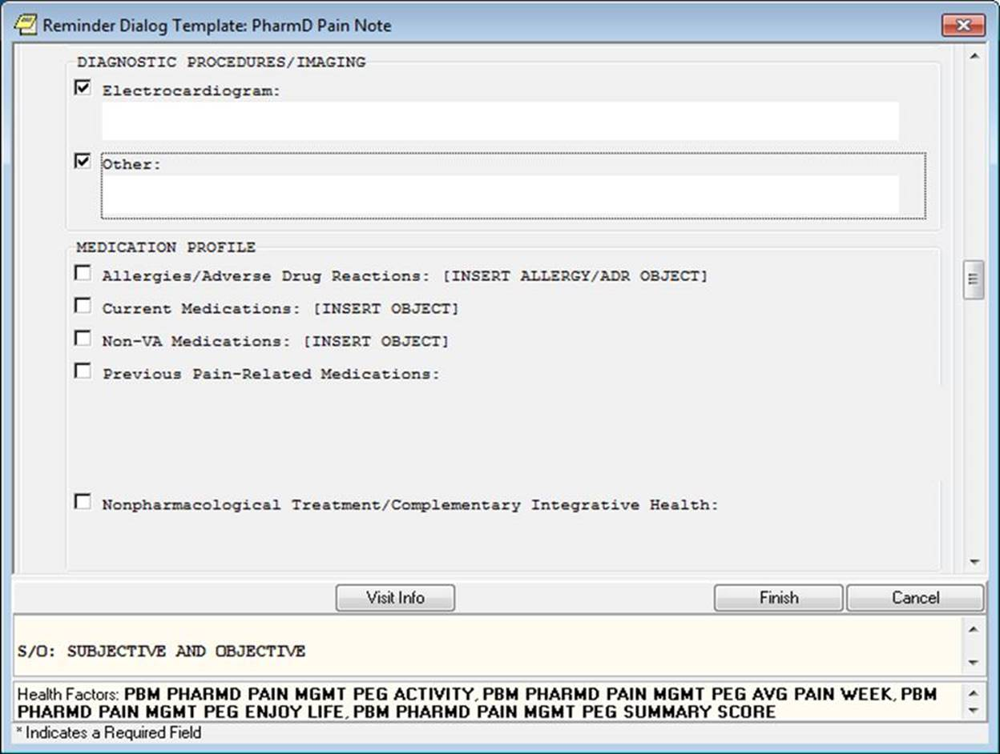 Reminder Dialog Template: PharmD Pain Note
DIAGNOSTIC PROCEDURES/IMAGING
Electrocardiogram:
Other:
MEDICATION PROFILE
Allergies/Adverse Drug Reactions: [INSERT ALLERGY/ADR OBJECT]
Current Medications: [INSERT OBJECT]
Non-VA Medications: [INSERT OBJECT]
Previous Pain-Related Medications:
Nonpharmacological Treatment/Complementary Integrative Health:
Visit Info Finish Cancel
S/O: SUBJECTIVE AND OBJECTIVE
Health Factors: PBM PHARMD PAIN MGMT PEG ACTIVITY, PBM PHARMD PAIN MGMT PEG AVG PAIN WEEK, PBM
PHARMD PAIN MGMT PEG ENJOY LIFE, PBM PHARMD PAIN MGMT PEG SUMMARY SCORE
* Indicates a Required Field